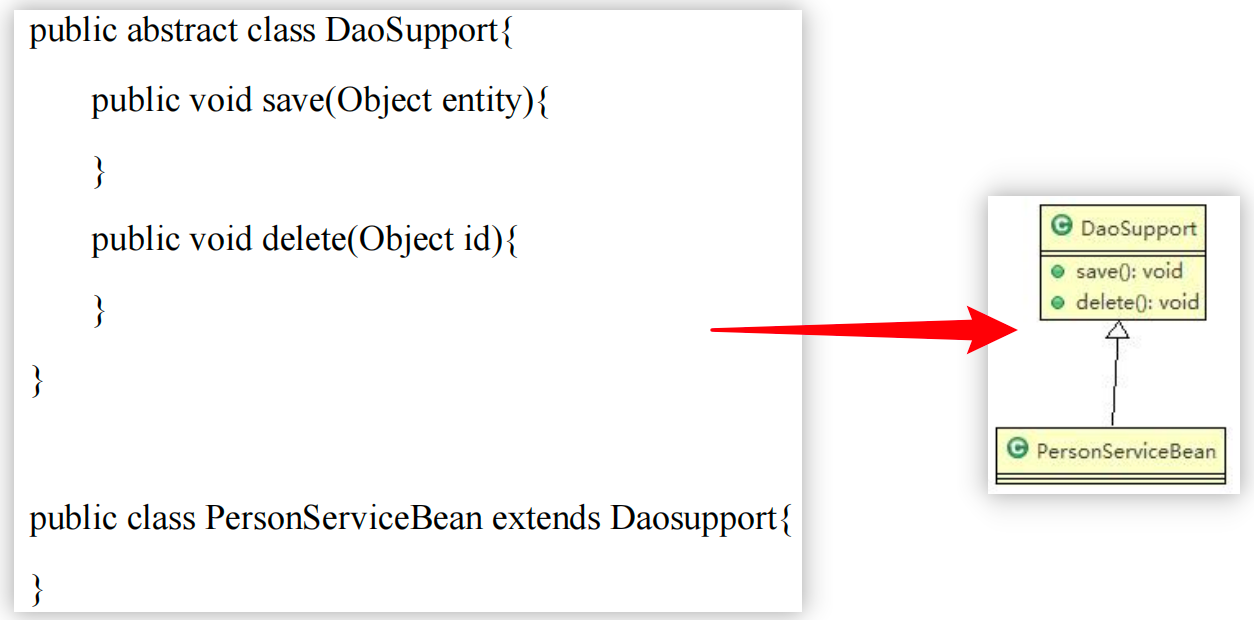 public abstract class DaoSupport{
public void save(Object entity){
}
public void delete(Object id){
}
}
public class PersonServiceBean extends Daosupport{
}
C DaoSupport
save(): void
delete(): void
C PersonServiceBean